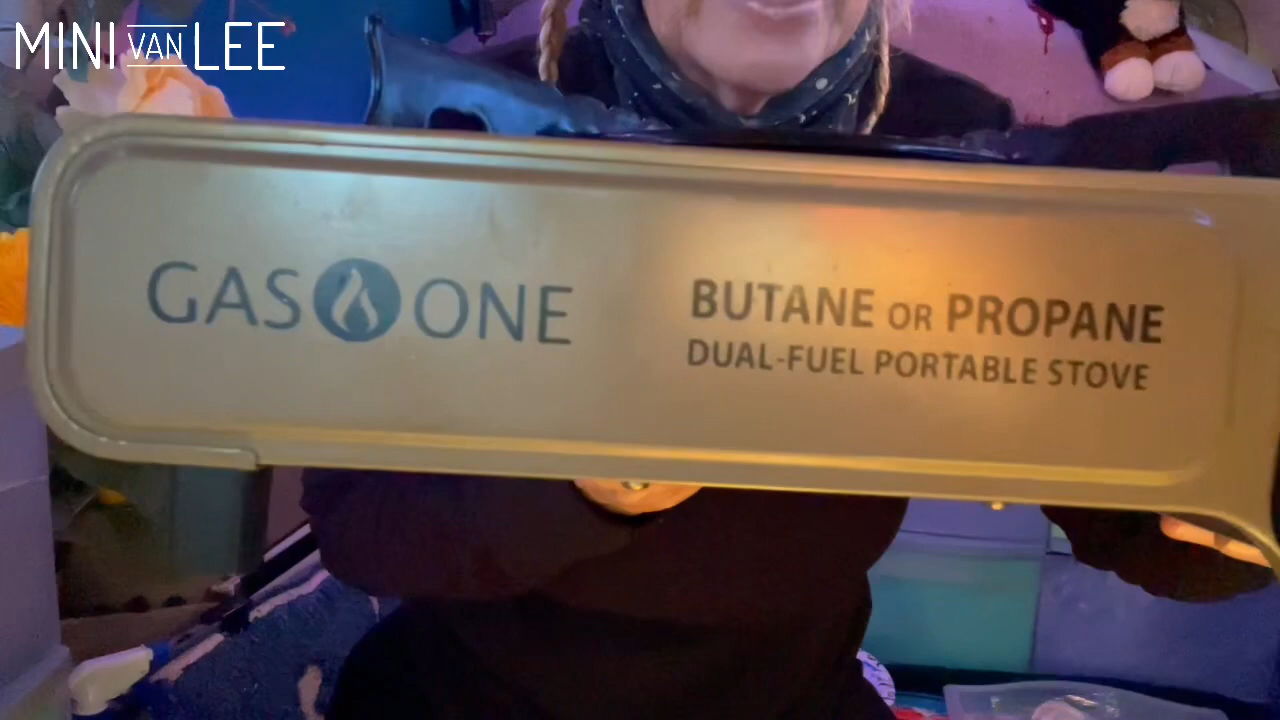 MINI VAN LEE
GAS ONE
BUTANE OR PROPANE
DUAL-FUEL PORTABLE STOVE